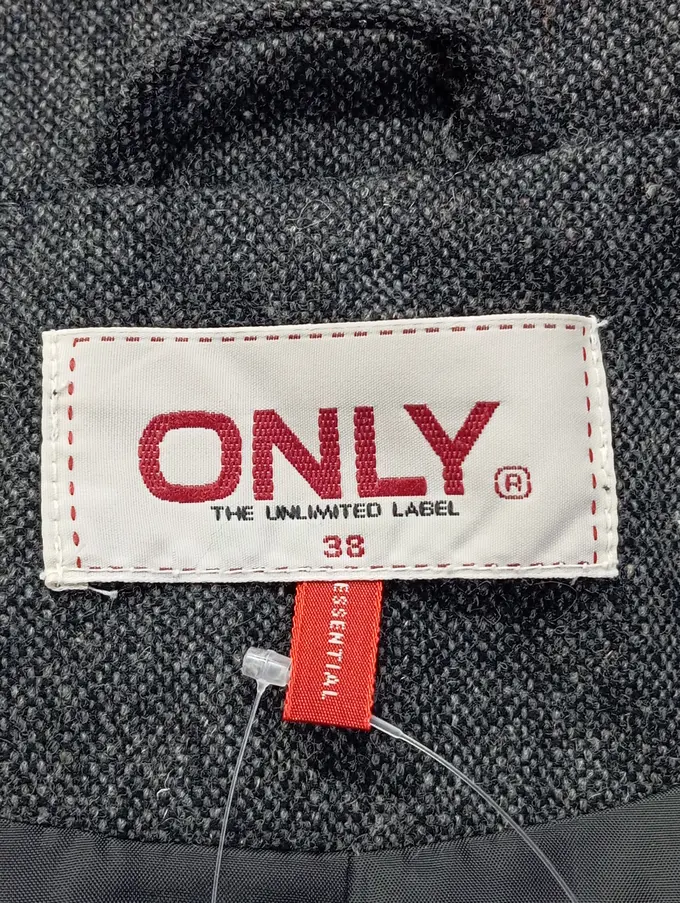 ONLY ®
THE UNLIMITED LABEL
38
ESSENTIAL